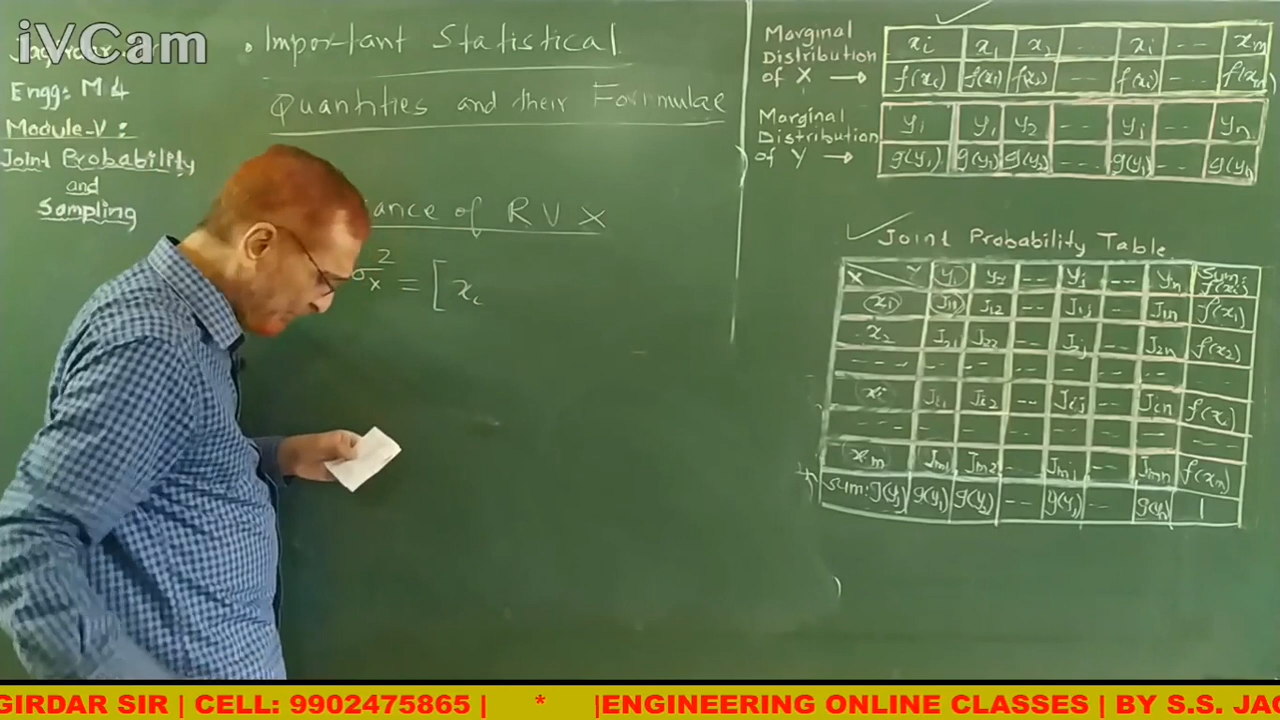 iVCam
Jagirdar
Engg: M4
Module-V:
Joint Probability
and
Sampling
• Important Statistical
Quantities and their Formulae
iance of R V X
σx² = [ xi
Marginal
Distribution
of X →
xi x1 x2 -- xi -- xm
f(xi) f(x1) f(x2) -- f(xi) -- f(xm)
Marginal
Distribution
of Y →
yj y1 y2 -- yj -- yn
g(yj) g(y1) g(y2) -- g(yj) -- g(yn)
Joint Probability Table
X Y y1 y2 -- yj -- yn Sum: f(xi)
x1 J11 J12 -- J1j -- J1n f(x1)
x2 J21 J22 -- J2j -- J2n f(x2)
--- -- -- -- -- -- -- --
xi Ji1 Ji2 -- Jij -- Jin f(xi)
--- -- -- -- -- -- -- ---
xm Jm1 Jm2 -- Jmj -- Jmn f(xm)
Sum: g(yj) g(y1) g(y2) -- g(yj) -- g(yn) 1
GIRDAR SIR | CELL: 9902475865 | * |ENGINEERING ONLINE CLASSES | BY S.S. JAG